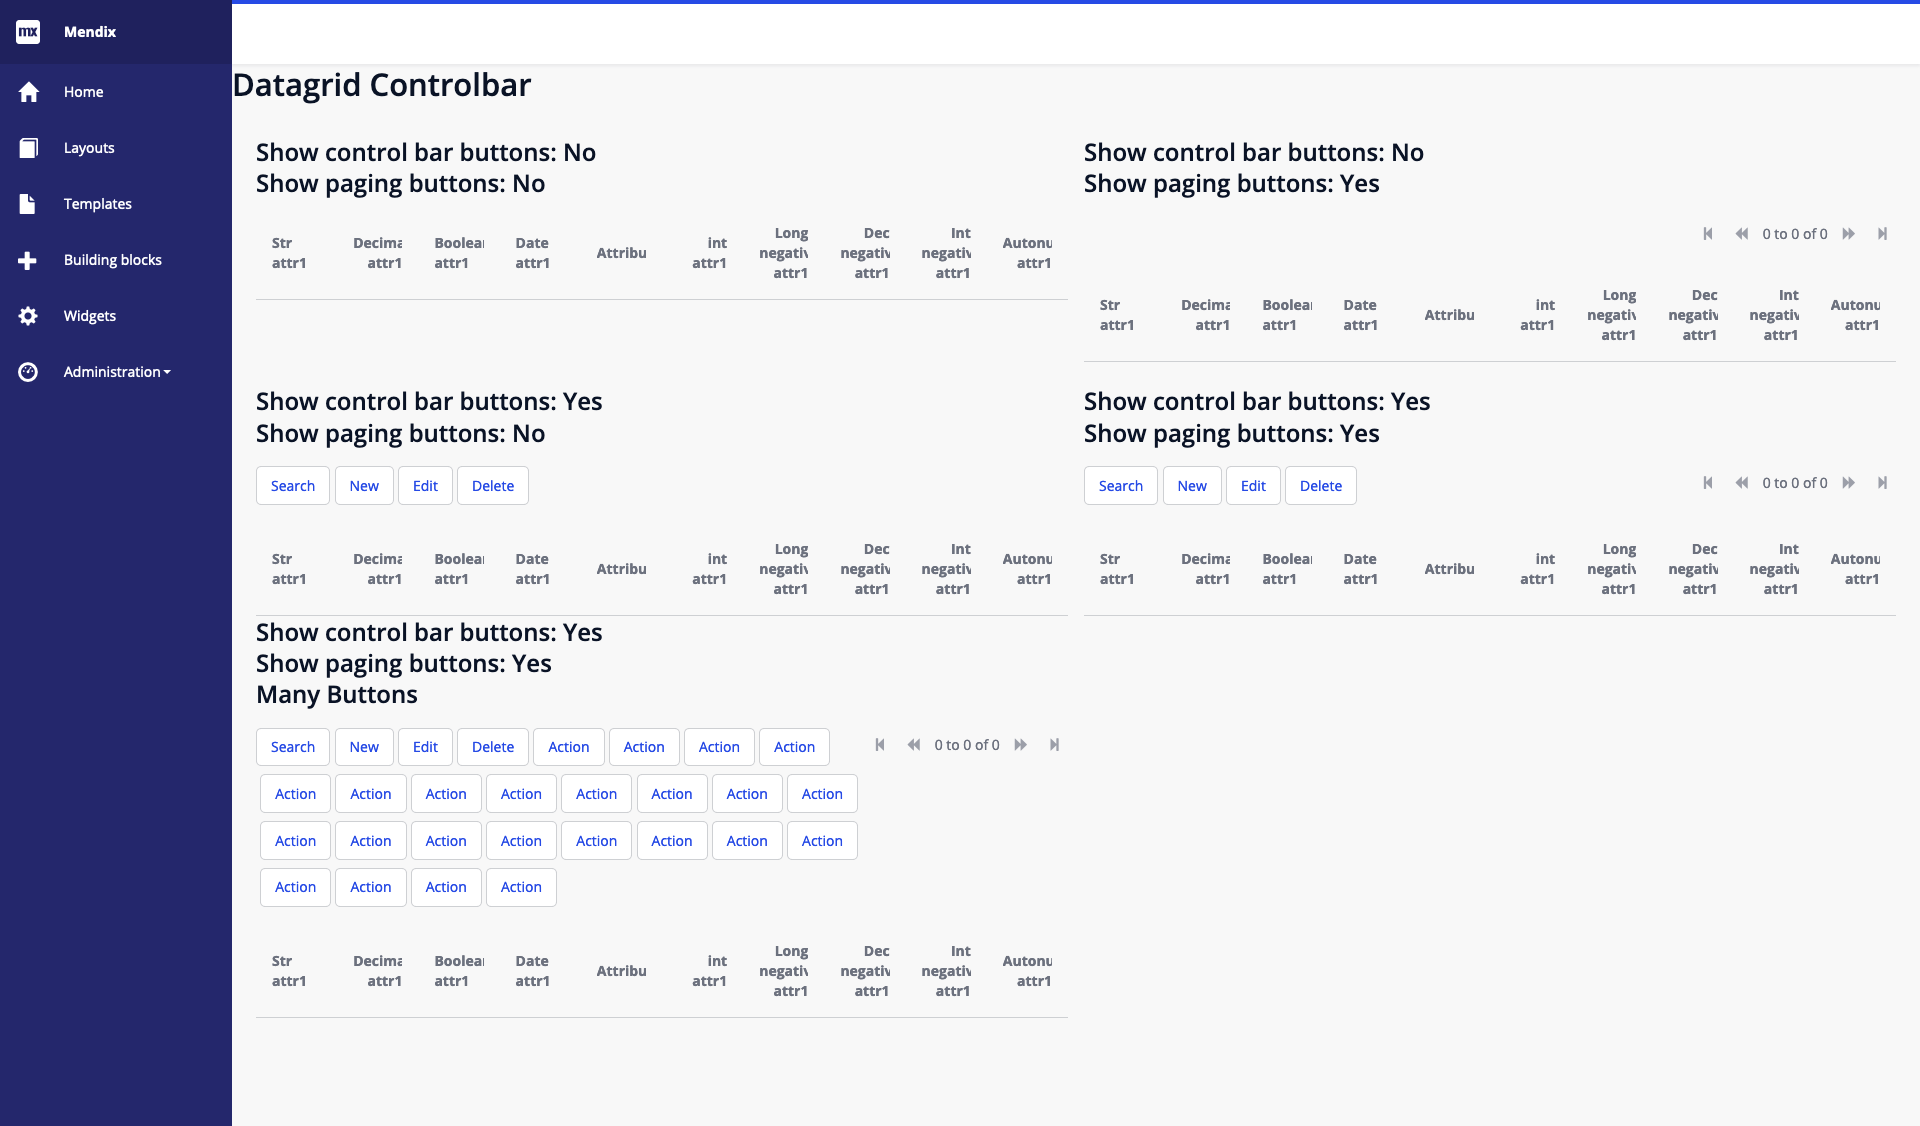 mx Mendix
Home
Layouts
Templates
Building blocks
Widgets
Administration
Datagrid Controlbar
Show control bar buttons: No
Show paging buttons: No
Str attr1 Decima attr1 Boolea attr1 Date attr1 Attribu int attr1 Long negativ attr1 Dec negativ attr1 Int negativ attr1 Autonu attr1
Show control bar buttons: No
Show paging buttons: Yes
0 to 0 of 0
Str attr1 Decima attr1 Boolea attr1 Date attr1 Attribu int attr1 Long negativ attr1 Dec negativ attr1 Int negativ attr1 Autonu attr1
Show control bar buttons: Yes
Show paging buttons: No
Search New Edit Delete
Str attr1 Decima attr1 Boolea attr1 Date attr1 Attribu int attr1 Long negativ attr1 Dec negativ attr1 Int negativ attr1 Autonu attr1
Show control bar buttons: Yes
Show paging buttons: Yes
Search New Edit Delete 0 to 0 of 0
Str attr1 Decima attr1 Boolea attr1 Date attr1 Attribu int attr1 Long negativ attr1 Dec negativ attr1 Int negativ attr1 Autonu attr1
Show control bar buttons: Yes
Show paging buttons: Yes
Many Buttons
Search New Edit Delete Action Action Action Action 0 to 0 of 0
Action Action Action Action Action Action Action Action
Action Action Action Action Action Action Action Action
Action Action Action Action
Str attr1 Decima attr1 Boolea attr1 Date attr1 Attribu int attr1 Long negativ attr1 Dec negativ attr1 Int negativ attr1 Autonu attr1